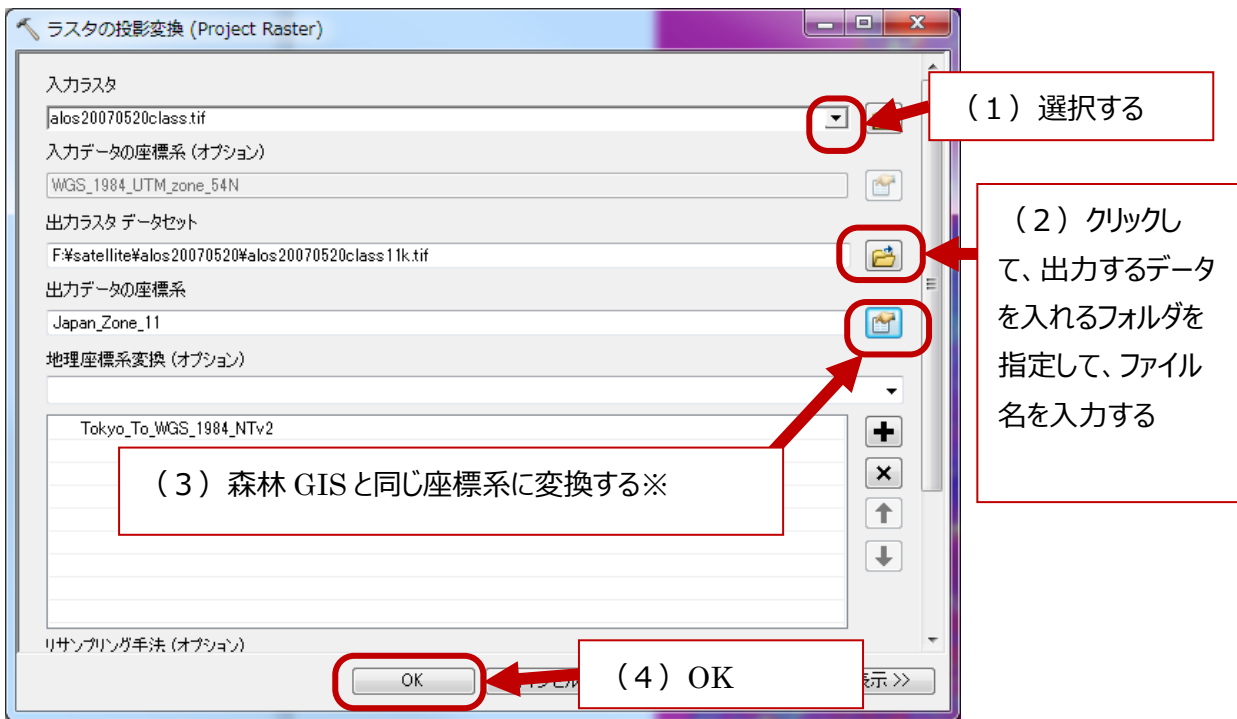 ラスタの投影変換 (Project Raster)
入力ラスタ
alos20070520class.tif
（１）選択する
入力データの座標系 (オプション)
WGS_1984_UTM_zone_54N
出力ラスタ データセット
F:¥satellite¥alos20070520¥alos20070520class11k.tif
（２）クリックし
て、出力するデータ
を入れるフォルダを
指定して、ファイル
名を入力する
出力データの座標系
Japan_Zone_11
地理座標系変換 (オプション)
Tokyo_To_WGS_1984_NTv2
（３）森林 GIS と同じ座標系に変換する※
リサンプリング手法 (オプション)
OK
（４）OK
表示 >>